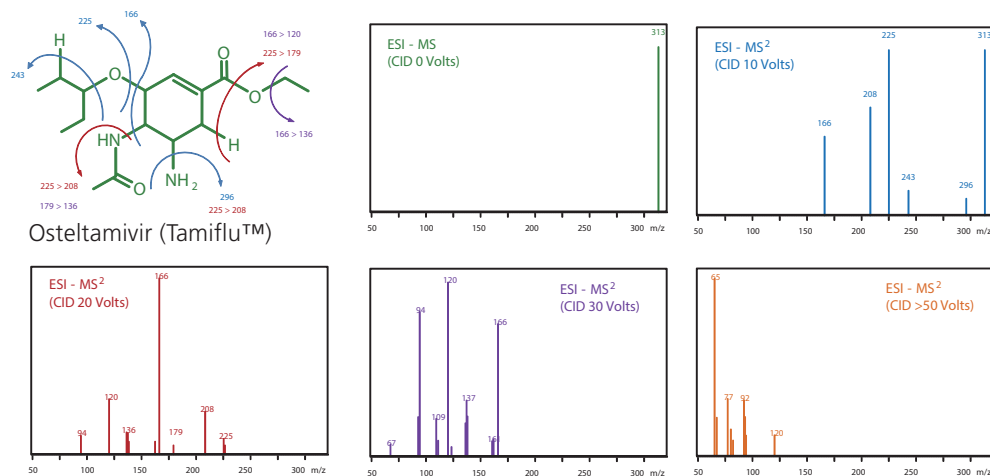 225
166
H
243
O
O
O
HN
H
O
NH2
166 > 120
225 > 179
166 > 136
225 > 208
179 > 136
296
225 > 208
Osteltamivir (Tamiflu™)
ESI - MS
(CID 0 Volts)
313
50 100 150 200 250 300 m/z
ESI - MS2
(CID 10 Volts)
166
208
225
243
296
313
50 100 150 200 250 300 m/z
ESI - MS2
(CID 20 Volts)
94
120
136
166
179
208
225
50 100 150 200 250 300 m/z
ESI - MS2
(CID 30 Volts)
67
94
109
120
137
161
166
50 100 150 200 250 300 m/z
ESI - MS2
(CID >50 Volts)
65
77
92
120
50 100 150 200 250 300 m/z